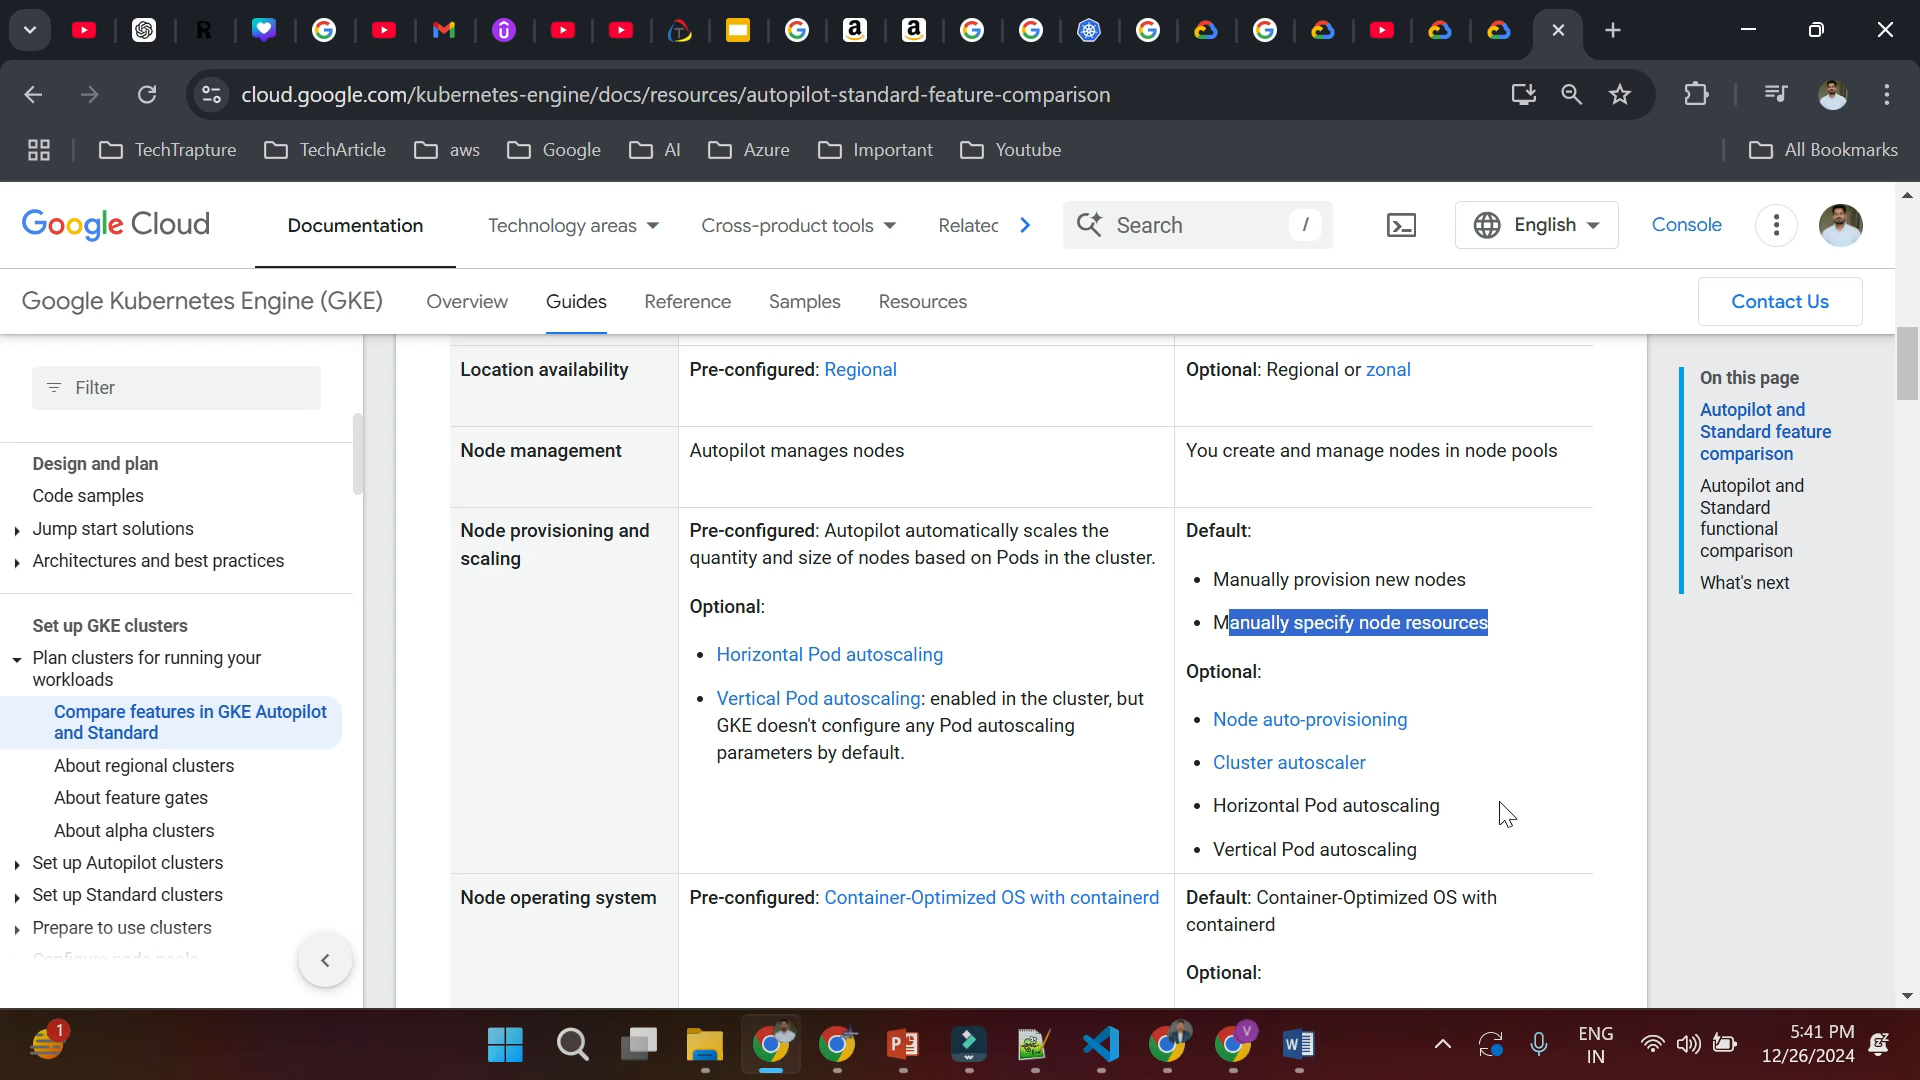 cloud.google.com/kubernetes-engine/docs/resources/autopilot-standard-feature-comparison
TechTrapture
TechArticle
aws
Google
AI
Azure
Important
Youtube
All Bookmarks
Google Cloud
Documentation
Technology areas
Cross-product tools
Relatec
Search
/
English
Console
Google Kubernetes Engine (GKE)
Overview
Guides
Reference
Samples
Resources
Contact Us
Filter
Design and plan
Code samples
Jump start solutions
Architectures and best practices
Set up GKE clusters
Plan clusters for running your
workloads
Compare features in GKE Autopilot
and Standard
About regional clusters
About feature gates
About alpha clusters
Set up Autopilot clusters
Set up Standard clusters
Prepare to use clusters
Location availability
Pre-configured: Regional
Optional: Regional or zonal
Node management
Autopilot manages nodes
You create and manage nodes in node pools
Node provisioning and
scaling
Pre-configured: Autopilot automatically scales the
quantity and size of nodes based on Pods in the cluster.
Optional:
• Horizontal Pod autoscaling
• Vertical Pod autoscaling: enabled in the cluster, but
GKE doesn't configure any Pod autoscaling
parameters by default.
Default:
• Manually provision new nodes
• Manually specify node resources
Optional:
• Node auto-provisioning
• Cluster autoscaler
• Horizontal Pod autoscaling
• Vertical Pod autoscaling
Node operating system
Pre-configured: Container-Optimized OS with containerd
Default: Container-Optimized OS with
containerd
Optional:
On this page
Autopilot and
Standard feature
comparison
Autopilot and
Standard
functional
comparison
What's next
1
V
ENG
IN
5:41 PM
12/26/2024